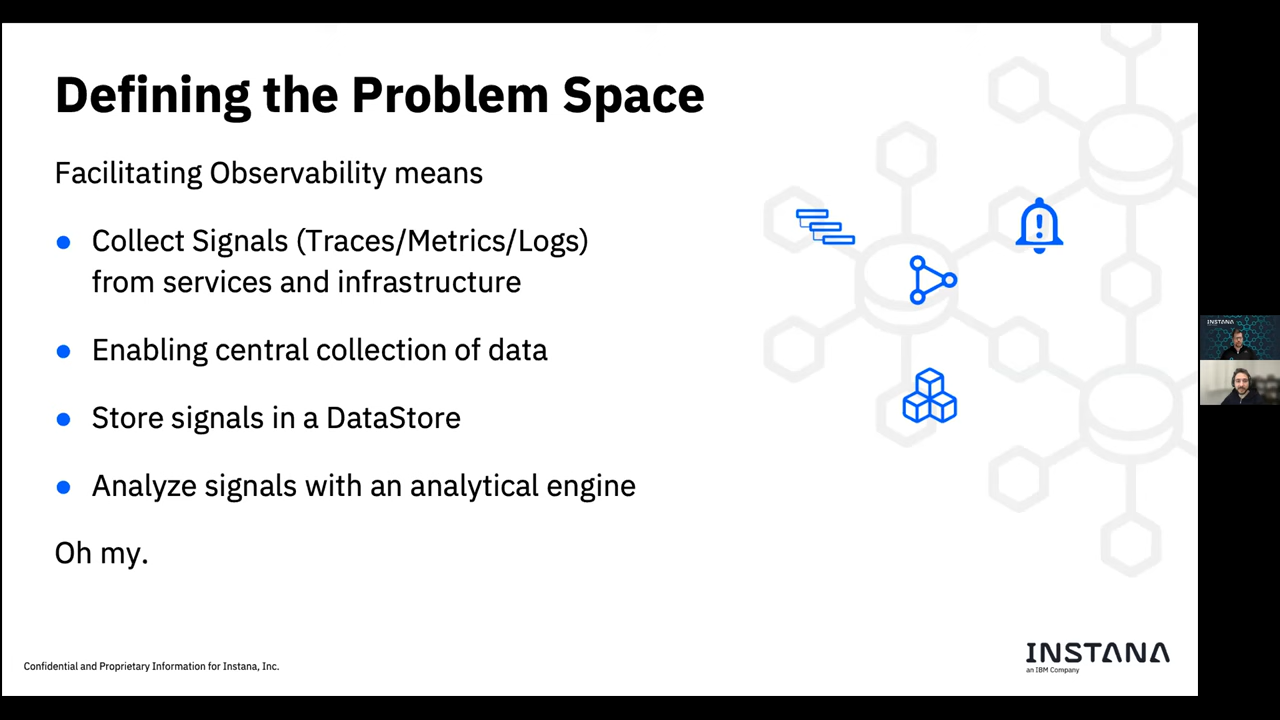 Defining the Problem Space
Facilitating Observability means
● Collect Signals (Traces/Metrics/Logs)
from services and infrastructure
● Enabling central collection of data
● Store signals in a DataStore
● Analyze signals with an analytical engine
Oh my.
Confidential and Proprietary Information for Instana, Inc.
INSTANA
an IBM Company
INSTANA